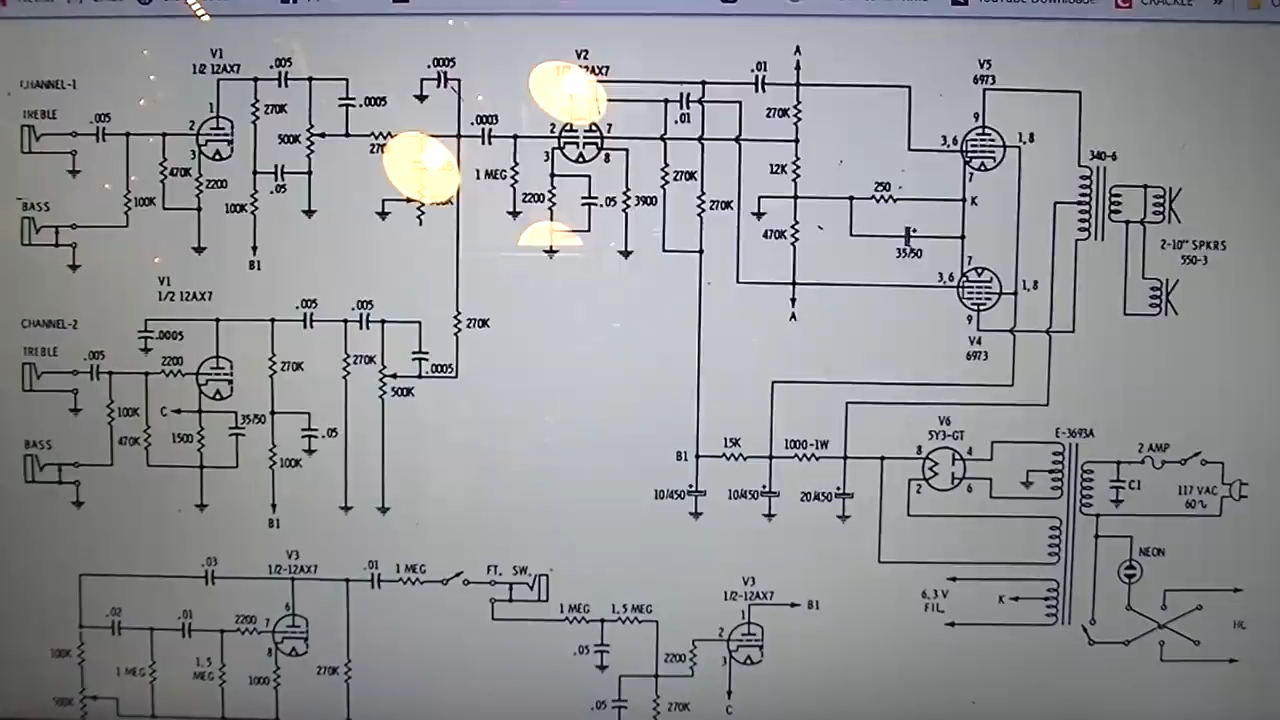 YouTube Downloader
CRACKLE
»
CHANNEL-1
TREBLE
.005
V1
1/2 12AX7
1
2
3
470K
2200
100K
BASS
.005
270K
.05
100K
B1
500K
.0005
.0005
.0003
1 MEG
V2
2
7
3
8
2200
.05
3900
.01
.01
270K
270K
A
270K
12K
470K
A
250
35/50
V5
6973
9
3,6
1,8
7
K
7
3,6
1,8
9
V4
6973
340-6
2-10" SPKRS
550-3
V1
1/2 12AX7
CHANNEL-2
TREBLE
.005
.0005
2200
100K
470K
C
1500
35/50
BASS
.005
.005
270K
270K
.05
100K
B1
500K
.0005
270K
B1
15K
1000-1W
10/450
10/450
20/450
V6
5Y3-GT
8
4
2
6
E-3693A
2 AMP
C1
117 VAC
60~
NEON
6.3 V
FIL.
K
V3
1/2-12AX7
.03
.02
.01
2200
6
7
8
100K
1 MEG
1.5
MEG
1000
270K
500K
.01
1 MEG
FT. SW.
1 MEG
1.5 MEG
.05
.05
2200
270K
V3
1/2-12AX7
1
2
3
B1
C